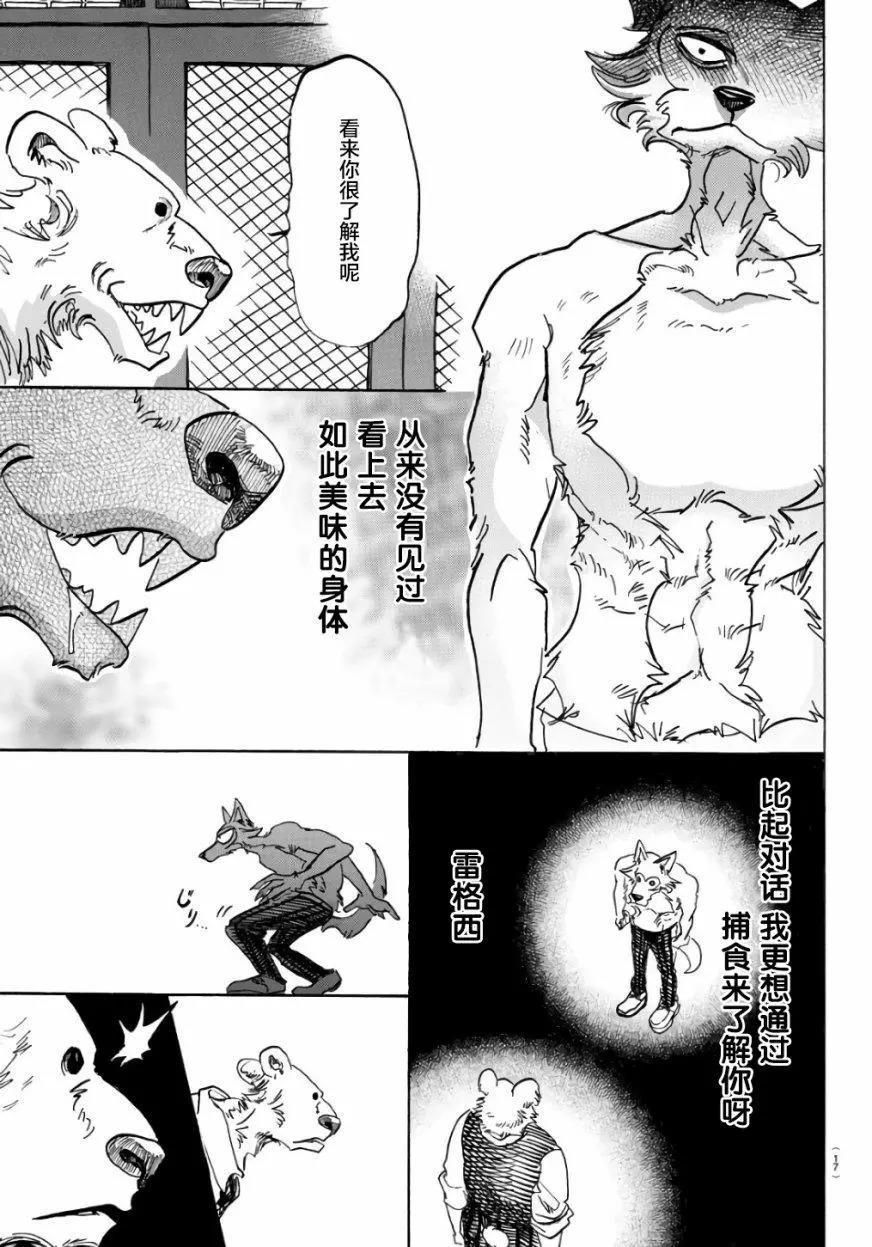 看来你很了解我呢
从来没有见过
看上去
如此美味的身体
比起对话 我更想通过
捕食来了解你呀
雷格西
じり
(17)